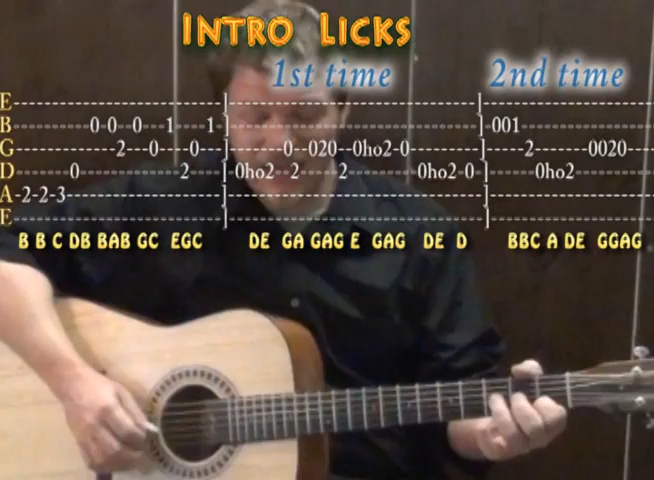 INTRO LICKS
1st time 2nd time
E---------------------------|--------------------------------|--------------------
B----------0-0--0---1----1-|--------------------------------|-001---------------
G-------------2---0----0---|-------0--020--0ho2-0---------|-----2-------0020---
D-------0--------------2----|-0ho2--2-----2---------0ho2-0-|-------0ho2---------
A-2-2-3---------------------|--------------------------------|--------------------
E---------------------------|--------------------------------|--------------------
B B C DB BAB GC EGC DE GA GAG E GAG DE D BBC A DE GGAG